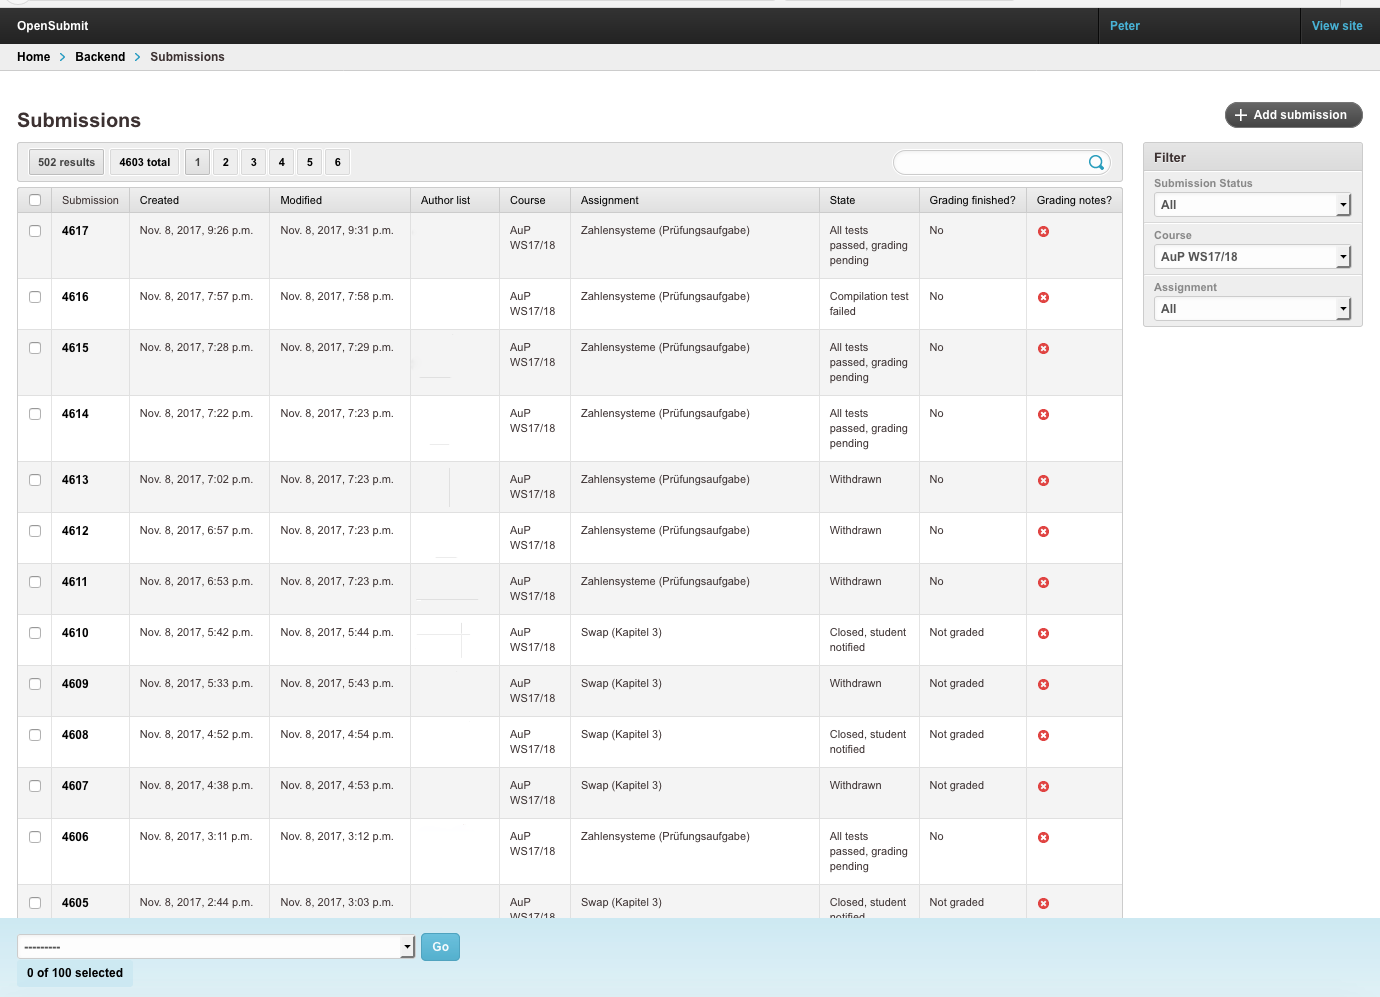 OpenSubmit Peter View site
Home Backend Submissions
Submissions
Add submission
502 results 4603 total 1 2 3 4 5 6
Filter
Submission Status
All
Course
AuP WS17/18
Assignment
All
Submission Created Modified Author list Course Assignment State Grading finished? Grading notes?
4617 Nov. 8, 2017, 9:26 p.m. Nov. 8, 2017, 9:31 p.m. AuP Zahlensysteme (Prüfungsaufgabe) All tests No
WS17/18 passed, grading
pending
4616 Nov. 8, 2017, 7:57 p.m. Nov. 8, 2017, 7:58 p.m. AuP Zahlensysteme (Prüfungsaufgabe) Compilation test No
WS17/18 failed
4615 Nov. 8, 2017, 7:28 p.m. Nov. 8, 2017, 7:29 p.m. AuP Zahlensysteme (Prüfungsaufgabe) All tests No
WS17/18 passed, grading
pending
4614 Nov. 8, 2017, 7:22 p.m. Nov. 8, 2017, 7:23 p.m. AuP Zahlensysteme (Prüfungsaufgabe) All tests No
WS17/18 passed, grading
pending
4613 Nov. 8, 2017, 7:02 p.m. Nov. 8, 2017, 7:23 p.m. AuP Zahlensysteme (Prüfungsaufgabe) Withdrawn No
WS17/18
4612 Nov. 8, 2017, 6:57 p.m. Nov. 8, 2017, 7:23 p.m. AuP Zahlensysteme (Prüfungsaufgabe) Withdrawn No
WS17/18
4611 Nov. 8, 2017, 6:53 p.m. Nov. 8, 2017, 7:23 p.m. AuP Zahlensysteme (Prüfungsaufgabe) Withdrawn No
WS17/18
4610 Nov. 8, 2017, 5:42 p.m. Nov. 8, 2017, 5:44 p.m. AuP Swap (Kapitel 3) Closed, student Not graded
WS17/18 notified
4609 Nov. 8, 2017, 5:33 p.m. Nov. 8, 2017, 5:43 p.m. AuP Swap (Kapitel 3) Withdrawn Not graded
WS17/18
4608 Nov. 8, 2017, 4:52 p.m. Nov. 8, 2017, 4:54 p.m. AuP Swap (Kapitel 3) Closed, student Not graded
WS17/18 notified
4607 Nov. 8, 2017, 4:38 p.m. Nov. 8, 2017, 4:53 p.m. AuP Swap (Kapitel 3) Withdrawn Not graded
WS17/18
4606 Nov. 8, 2017, 3:11 p.m. Nov. 8, 2017, 3:12 p.m. AuP Zahlensysteme (Prüfungsaufgabe) All tests No
WS17/18 passed, grading
pending
4605 Nov. 8, 2017, 2:44 p.m. Nov. 8, 2017, 3:03 p.m. AuP Swap (Kapitel 3) Closed, student Not graded
WS17/18 notified
--------- Go
0 of 100 selected